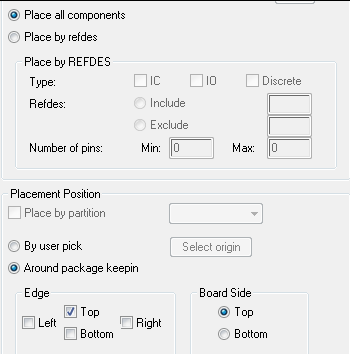 Place all components
Place by refdes
Place by REFDES
Type: IC IO Discrete
Refdes: Include
Exclude
Number of pins: Min: 0 Max: 0
Placement Position
Place by partition
By user pick Select origin
Around package keepin
Edge Board Side
Top Top
Left Right
Bottom Bottom